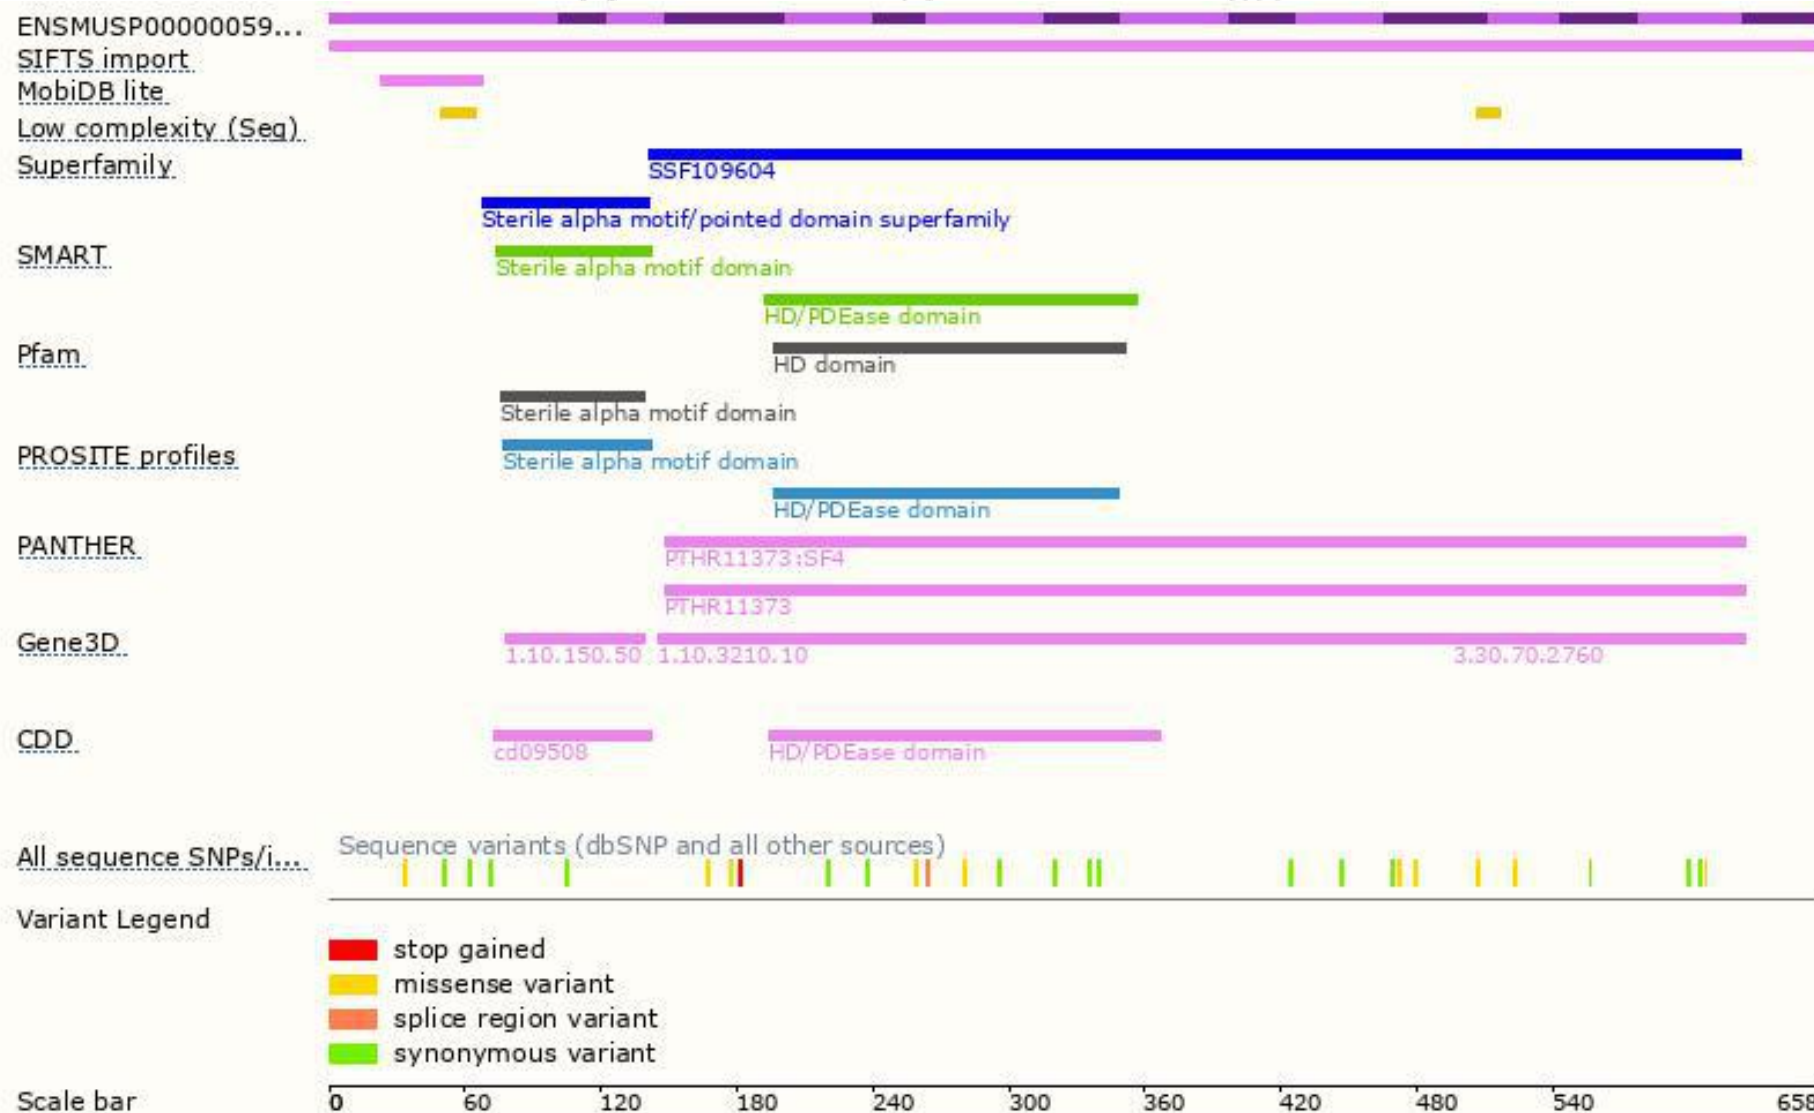 ENSMUSP00000059...
SIFTS import
MobiDB lite
Low complexity (Seg)
Superfamily
SSF109604
Sterile alpha motif/pointed domain superfamily
SMART
Sterile alpha motif domain
HD/PDEase domain
Pfam
HD domain
Sterile alpha motif domain
PROSITE profiles
Sterile alpha motif domain
HD/PDEase domain
PANTHER
PTHR11373:SF4
PTHR11373
Gene3D
1.10.150.50 1.10.3210.10 3.30.70.2760
CDD
cd09508 HD/PDEase domain
Sequence variants (dbSNP and all other sources)
All sequence SNPs/i...
Variant Legend
stop gained
missense variant
splice region variant
synonymous variant
Scale bar 0 60 120 180 240 300 360 420 480 540 658